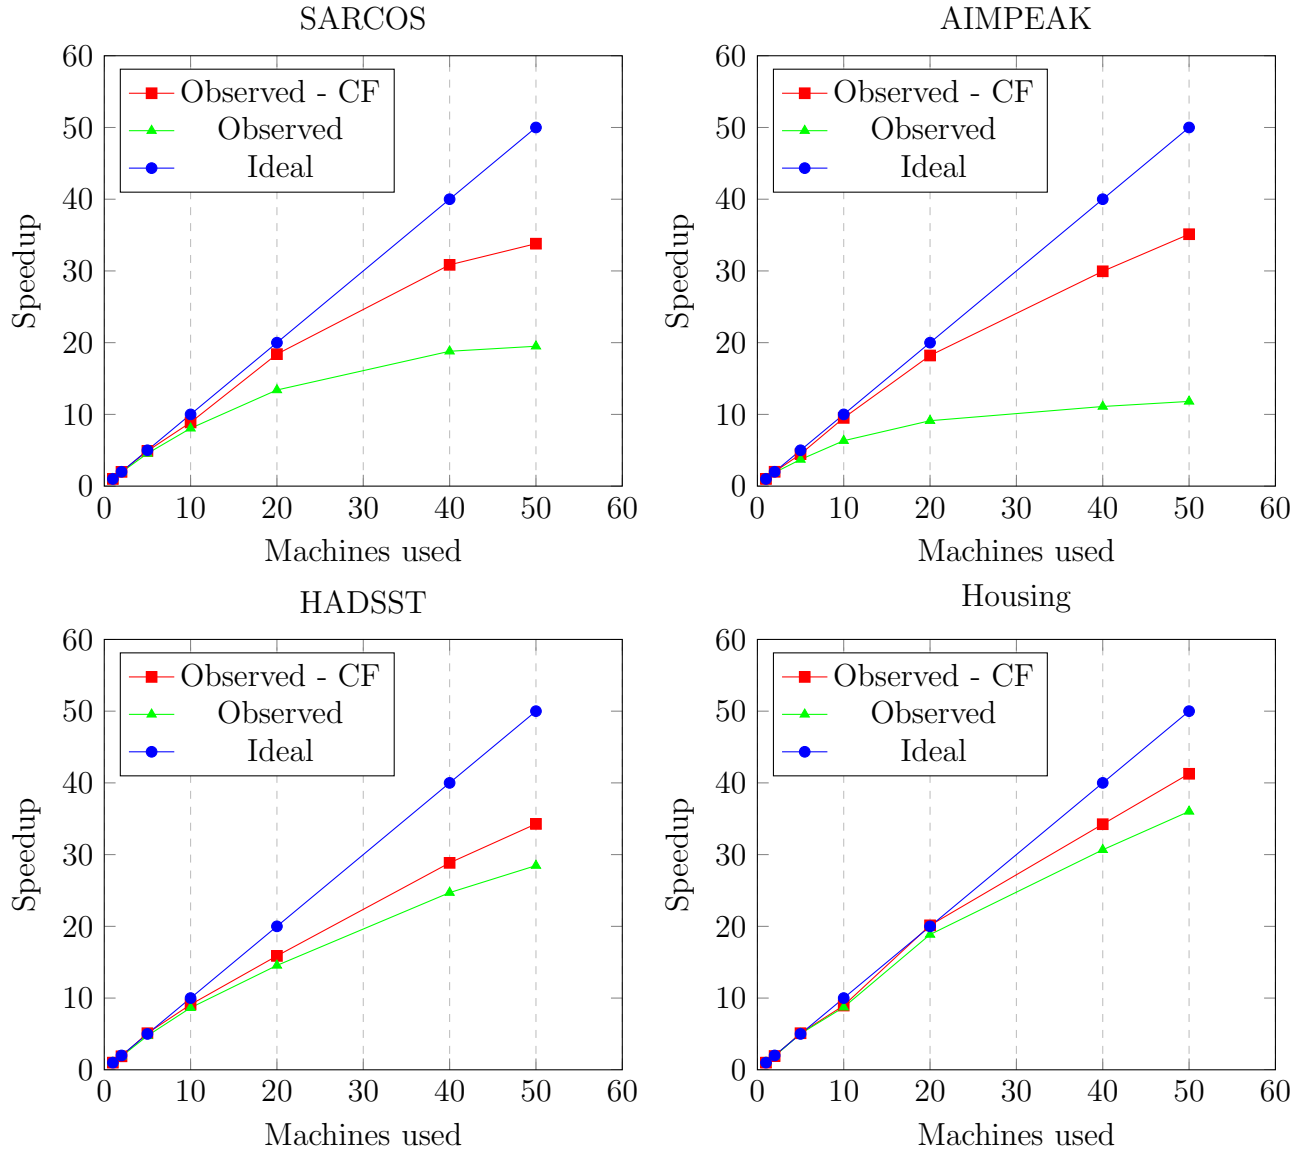 SARCOS
60
50
40
30
20
10
0
Speedup
Observed - CF
Observed
Ideal
0 10 20 30 40 50 60
Machines used
AIMPEAK
60
50
40
30
20
10
0
Speedup
Observed - CF
Observed
Ideal
0 10 20 30 40 50 60
Machines used
HADSST
60
50
40
30
20
10
0
Speedup
Observed - CF
Observed
Ideal
0 10 20 30 40 50 60
Machines used
Housing
60
50
40
30
20
10
0
Speedup
Observed - CF
Observed
Ideal
0 10 20 30 40 50 60
Machines used